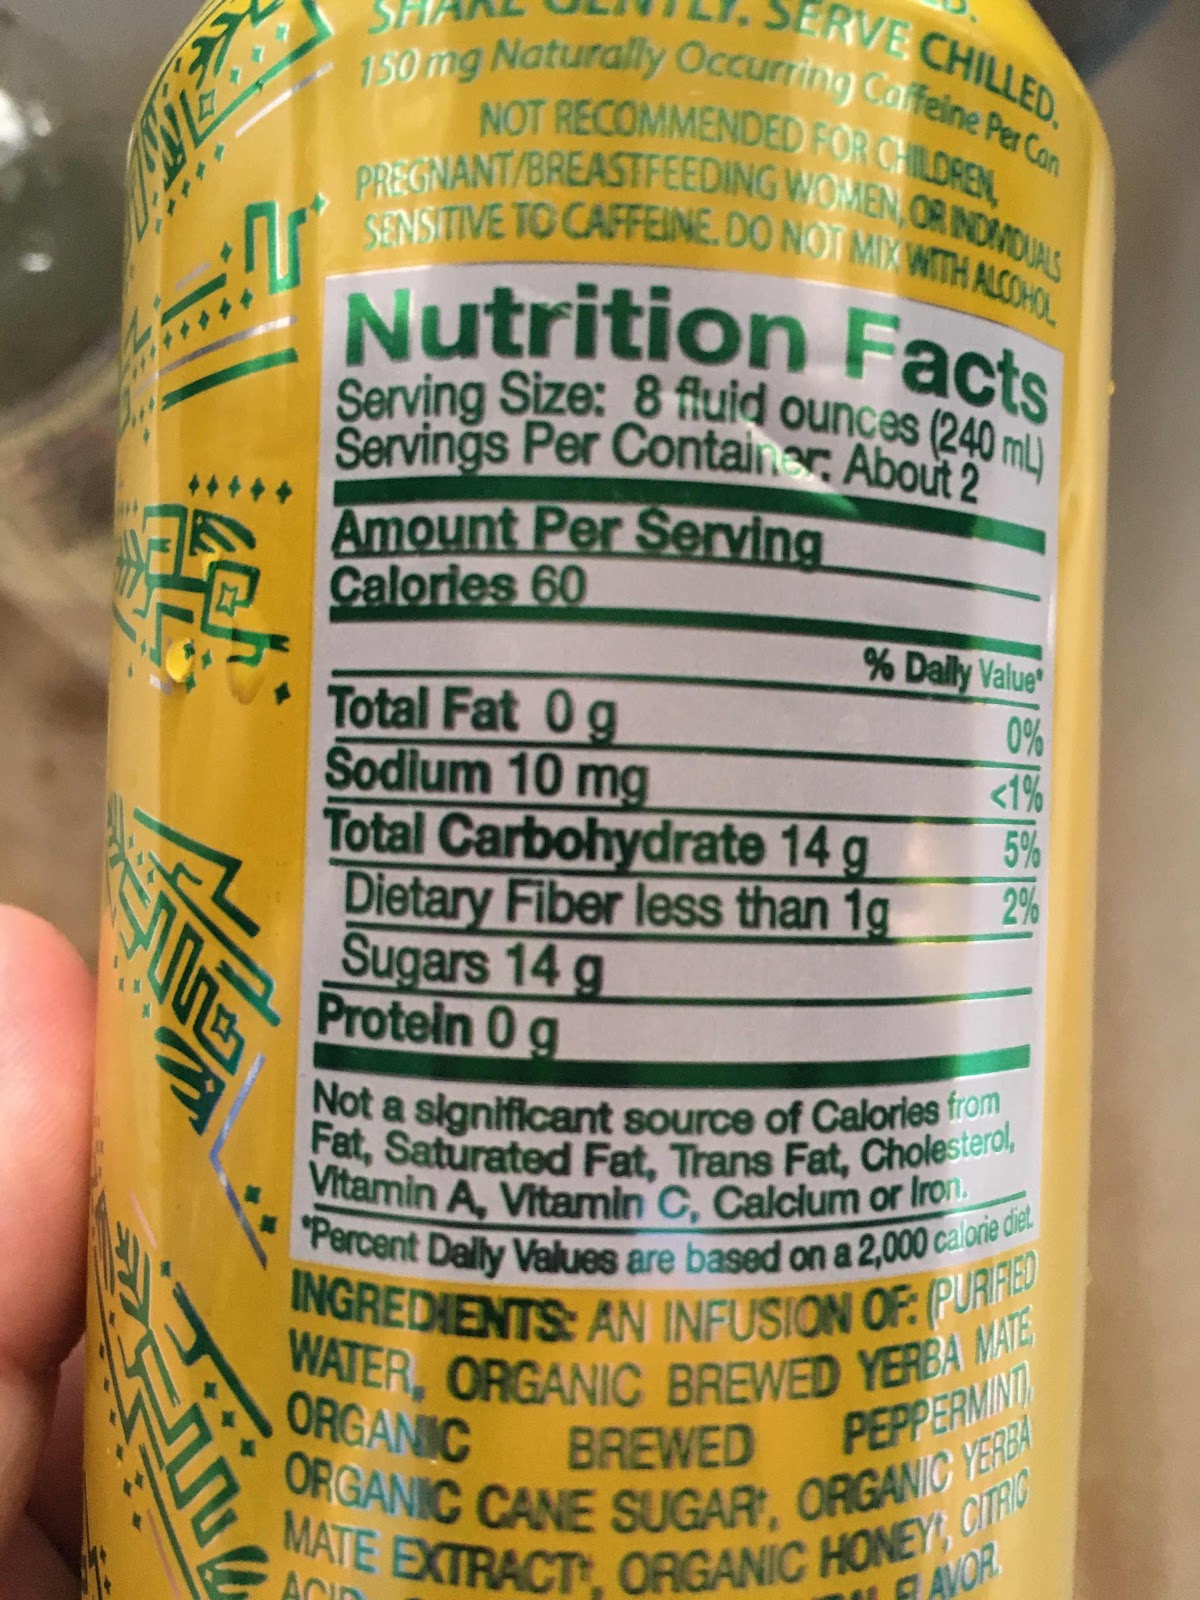 SHAKE GENTLY. SERVE CHILLED.
150 mg Naturally Occurring Caffeine Per Can
NOT RECOMMENDED FOR CHILDREN,
PREGNANT/BREASTFEEDING WOMEN, OR INDIVIDUALS
SENSITIVE TO CAFFEINE. DO NOT MIX WITH ALCOHOL.
Nutrition Facts
Serving Size: 8 fluid ounces (240 mL)
Servings Per Container: About 2
Amount Per Serving
Calories 60
% Daily Value*
Total Fat 0 g 0%
Sodium 10 mg <1%
Total Carbohydrate 14 g 5%
Dietary Fiber less than 1g 2%
Sugars 14 g
Protein 0 g
Not a significant source of Calories from
Fat, Saturated Fat, Trans Fat, Cholesterol,
Vitamin A, Vitamin C, Calcium or Iron.
*Percent Daily Values are based on a 2,000 calorie diet.
INGREDIENTS: AN INFUSION OF: (PURIFIED
WATER, ORGANIC BREWED YERBA MATE,
ORGANIC BREWED PEPPERMINT),
ORGANIC CANE SUGAR†, ORGANIC YERBA
MATE EXTRACT†, ORGANIC HONEY†, CITRIC
ACID FLAVOR.